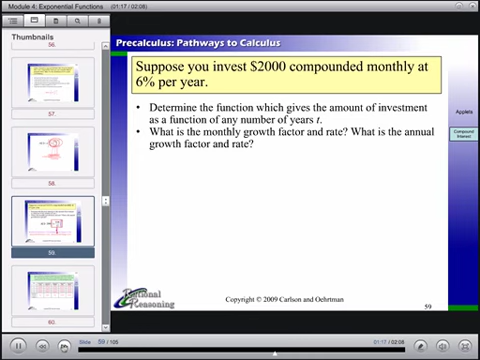 Module 4: Exponential Functions
(01:17 / 02:08)
Thumbnails
56.
57.
58.
59.
60.
Precalculus: Pathways to Calculus
Suppose you invest $2000 compounded monthly at
6% per year.
• Determine the function which gives the amount of investment
as a function of any number of years t.
• What is the monthly growth factor and rate? What is the annual
growth factor and rate?
Applets
Compound
Interest
Rational
Reasoning
Copyright © 2009 Carlson and Oehrtman
59
Slide 59 / 105
01:17 / 02:08